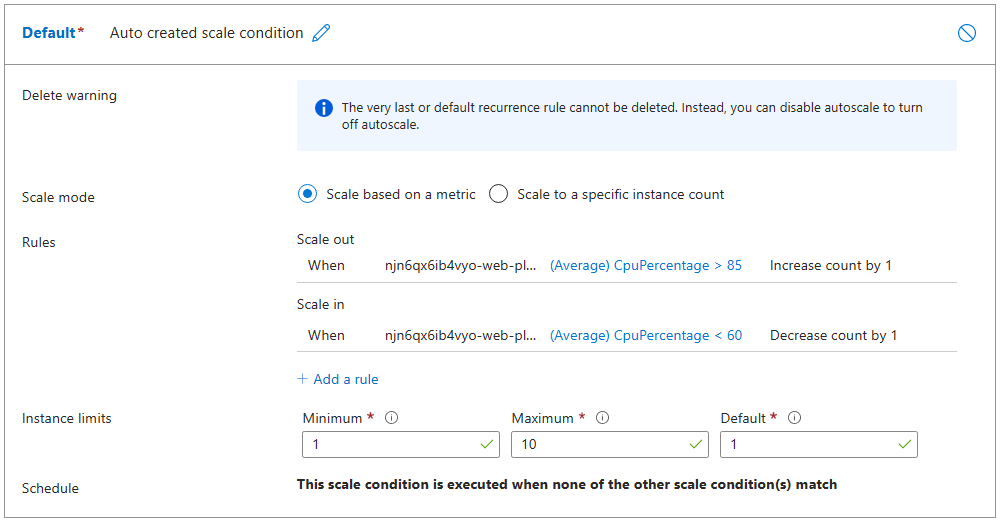 Default* Auto created scale condition
Delete warning
The very last or default recurrence rule cannot be deleted. Instead, you can disable autoscale to turn
off autoscale.
Scale mode
Scale based on a metric Scale to a specific instance count
Rules
Scale out
When njn6qx6ib4vyo-web-pl... (Average) CpuPercentage > 85 Increase count by 1
Scale in
When njn6qx6ib4vyo-web-pl... (Average) CpuPercentage < 60 Decrease count by 1
+ Add a rule
Instance limits
Minimum * Maximum * Default *
1 10 1
Schedule
This scale condition is executed when none of the other scale condition(s) match